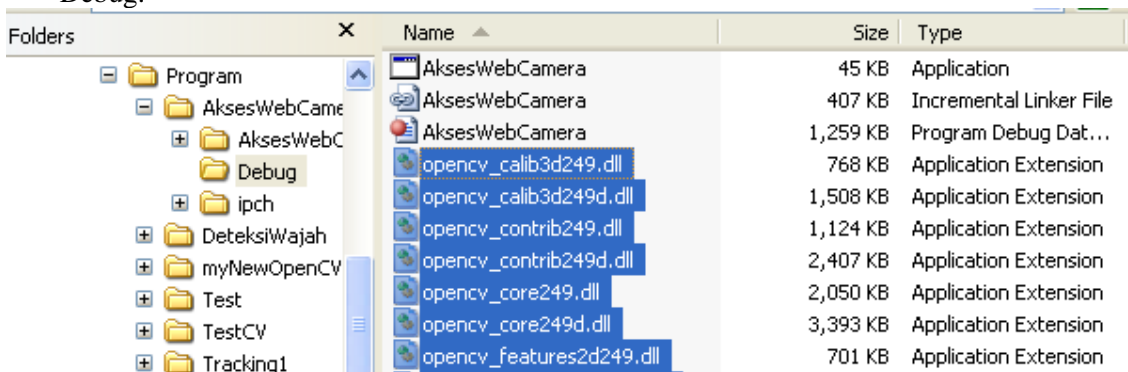 Debug.
Folders Name Size Type
Program AksesWebCamera 45 KB Application
AksesWebCame AksesWebCamera 407 KB Incremental Linker File
AksesWebC AksesWebCamera 1,259 KB Program Debug Dat...
Debug opencv_calib3d249.dll 768 KB Application Extension
ipch opencv_calib3d249d.dll 1,508 KB Application Extension
DeteksiWajah opencv_contrib249.dll 1,124 KB Application Extension
myNewOpenCV opencv_contrib249d.dll 2,407 KB Application Extension
Test opencv_core249.dll 2,050 KB Application Extension
TestCV opencv_core249d.dll 3,393 KB Application Extension
Tracking1 opencv_features2d249.dll 701 KB Application Extension